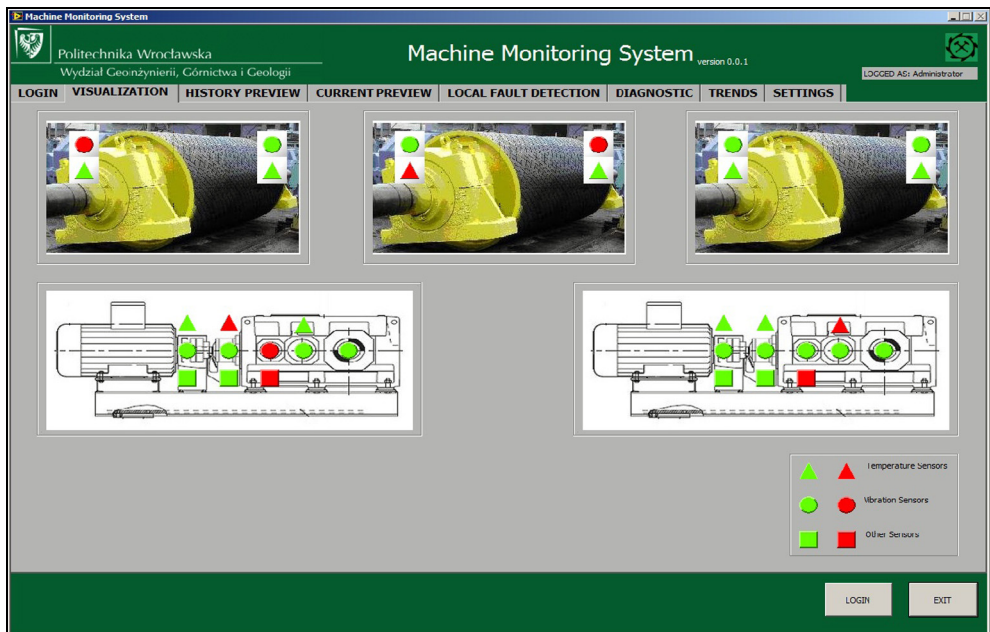 Machine Monitoring System
Politechnika Wrocławska
Wydział Geoinżynierii, Górnictwa i Geologii
Machine Monitoring System version 0.0.1
LOGGED AS: Administrator
LOGIN VISUALIZATION HISTORY PREVIEW CURRENT PREVIEW LOCAL FAULT DETECTION DIAGNOSTIC TRENDS SETTINGS
Temperature Sensors
Vibration Sensors
Other Sensors
LOGIN EXIT